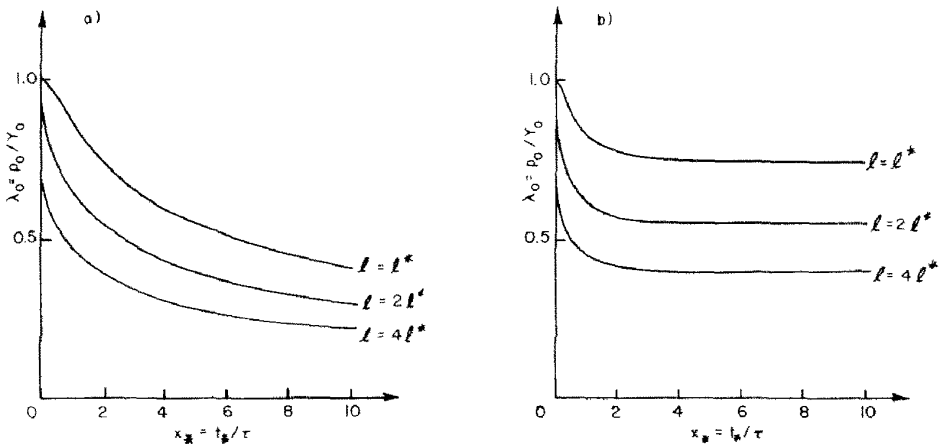 a)
1.0
λ₀ = p₀/Y₀
0.5
ℓ = ℓ*
ℓ = 2ℓ*
ℓ = 4ℓ*
0 2 4 6 8 10
x* = t*/τ
b)
1.0
λ₀ = p₀/Y₀
0.5
ℓ = ℓ*
ℓ = 2ℓ*
ℓ = 4ℓ*
0 2 4 6 8 10
x* = t*/τ